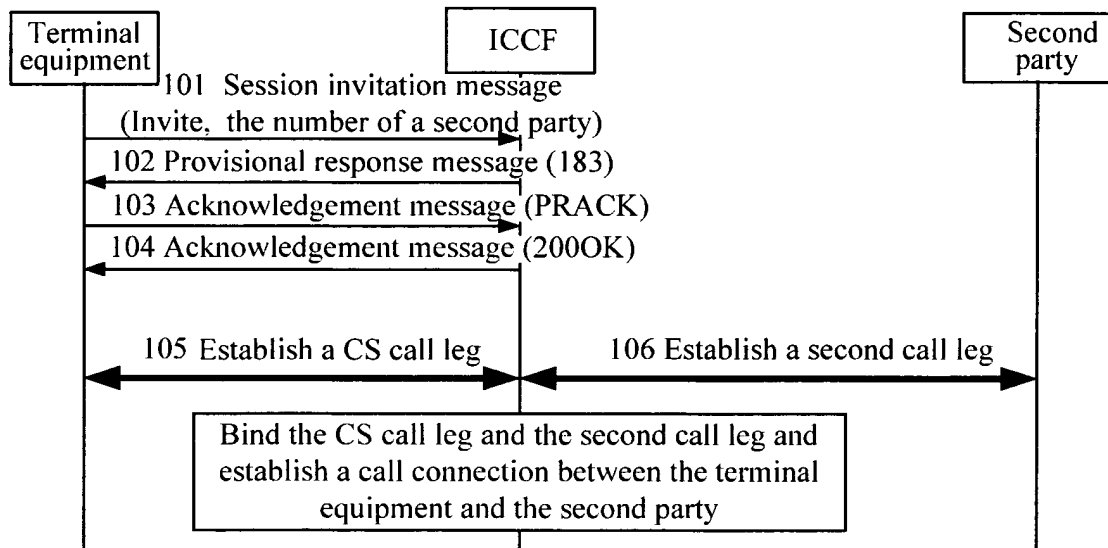 Terminal
equipment
ICCF
Second
party
101 Session invitation message
(Invite, the number of a second party)
102 Provisional response message (183)
103 Acknowledgement message (PRACK)
104 Acknowledgement message (200OK)
105 Establish a CS call leg
106 Establish a second call leg
Bind the CS call leg and the second call leg and
establish a call connection between the terminal
equipment and the second party